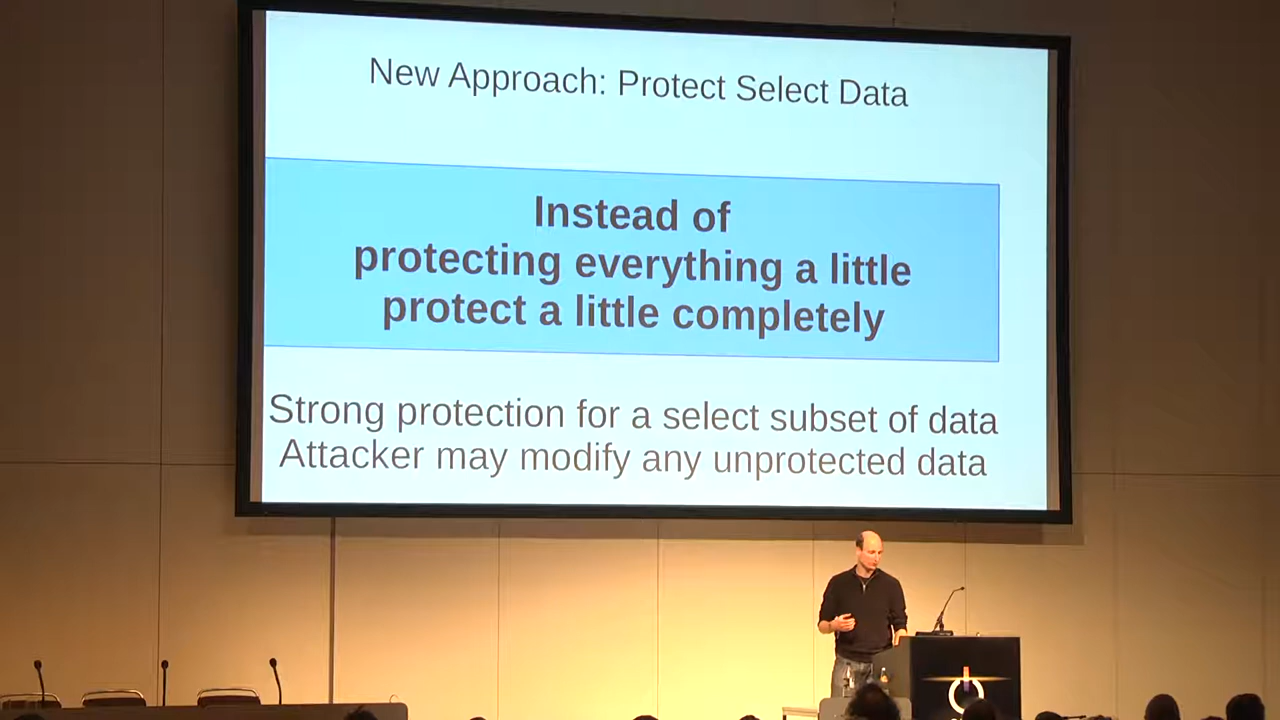 New Approach: Protect Select Data
Instead of
protecting everything a little
protect a little completely
Strong protection for a select subset of data
Attacker may modify any unprotected data